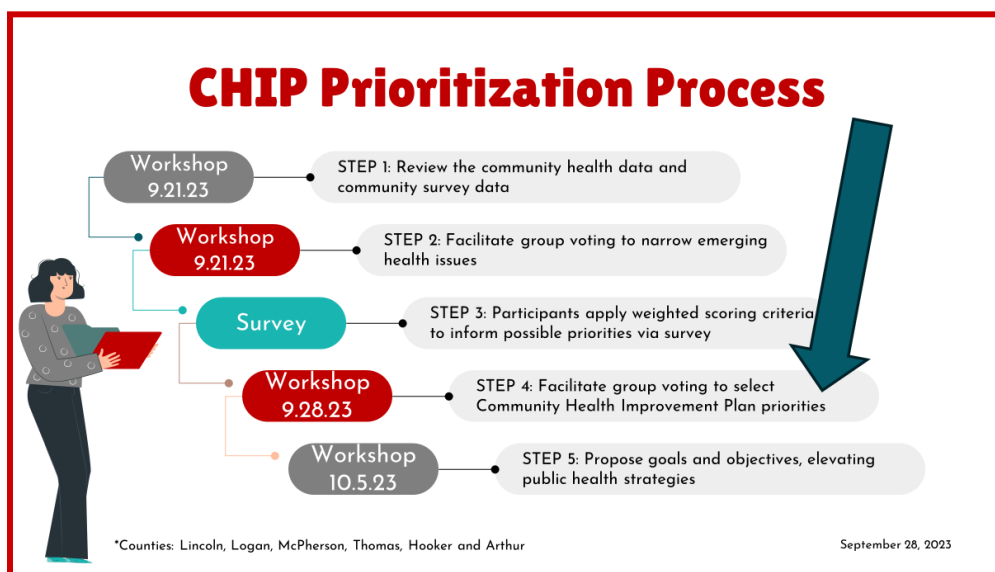 CHIP Prioritization Process
Workshop
9.21.23
STEP 1: Review the community health data and
community survey data
Workshop
9.21.23
STEP 2: Facilitate group voting to narrow emerging
health issues
Survey
STEP 3: Participants apply weighted scoring criteria
to inform possible priorities via survey
Workshop
9.28.23
STEP 4: Facilitate group voting to select
Community Health Improvement Plan priorities
Workshop
10.5.23
STEP 5: Propose goals and objectives, elevating
public health strategies
*Counties: Lincoln, Logan, McPherson, Thomas, Hooker and Arthur
September 28, 2023